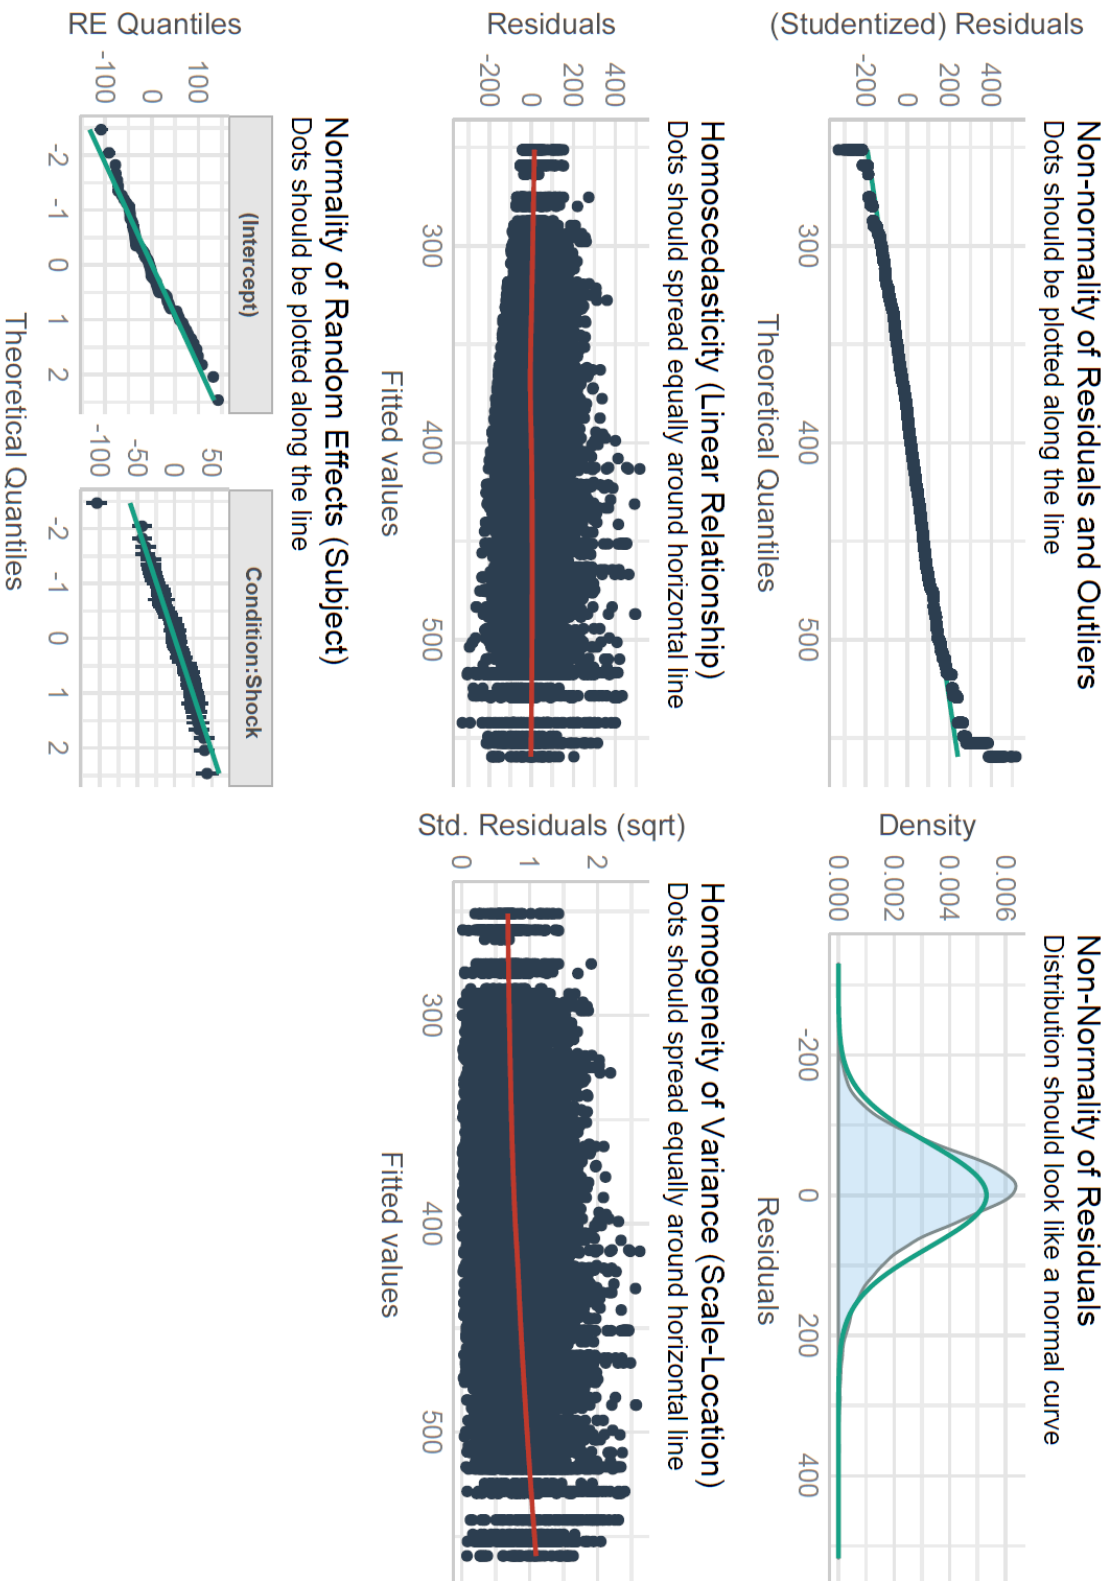 Non-normality of Residuals and Outliers
Dots should be plotted along the line
(Studentized) Residuals
400
200
0
-200
300
400
500
Theoretical Quantiles
Non-Normality of Residuals
Distribution should look like a normal curve
Density
0.006
0.004
0.002
0.000
-200
0
200
400
Residuals
Homoscedasticity (Linear Relationship)
Dots should spread equally around horizontal line
Residuals
400
200
0
-200
300
400
500
Fitted values
Homogeneity of Variance (Scale-Location)
Dots should spread equally around horizontal line
Std. Residuals (sqrt)
2
1
0
300
400
500
Fitted values
Normality of Random Effects (Subject)
Dots should be plotted along the line
(Intercept)
Condition:Shock
RE Quantiles
100
0
-100
-2
-1
0
1
2
50
0
-50
-100
-2
-1
0
1
2
Theoretical Quantiles